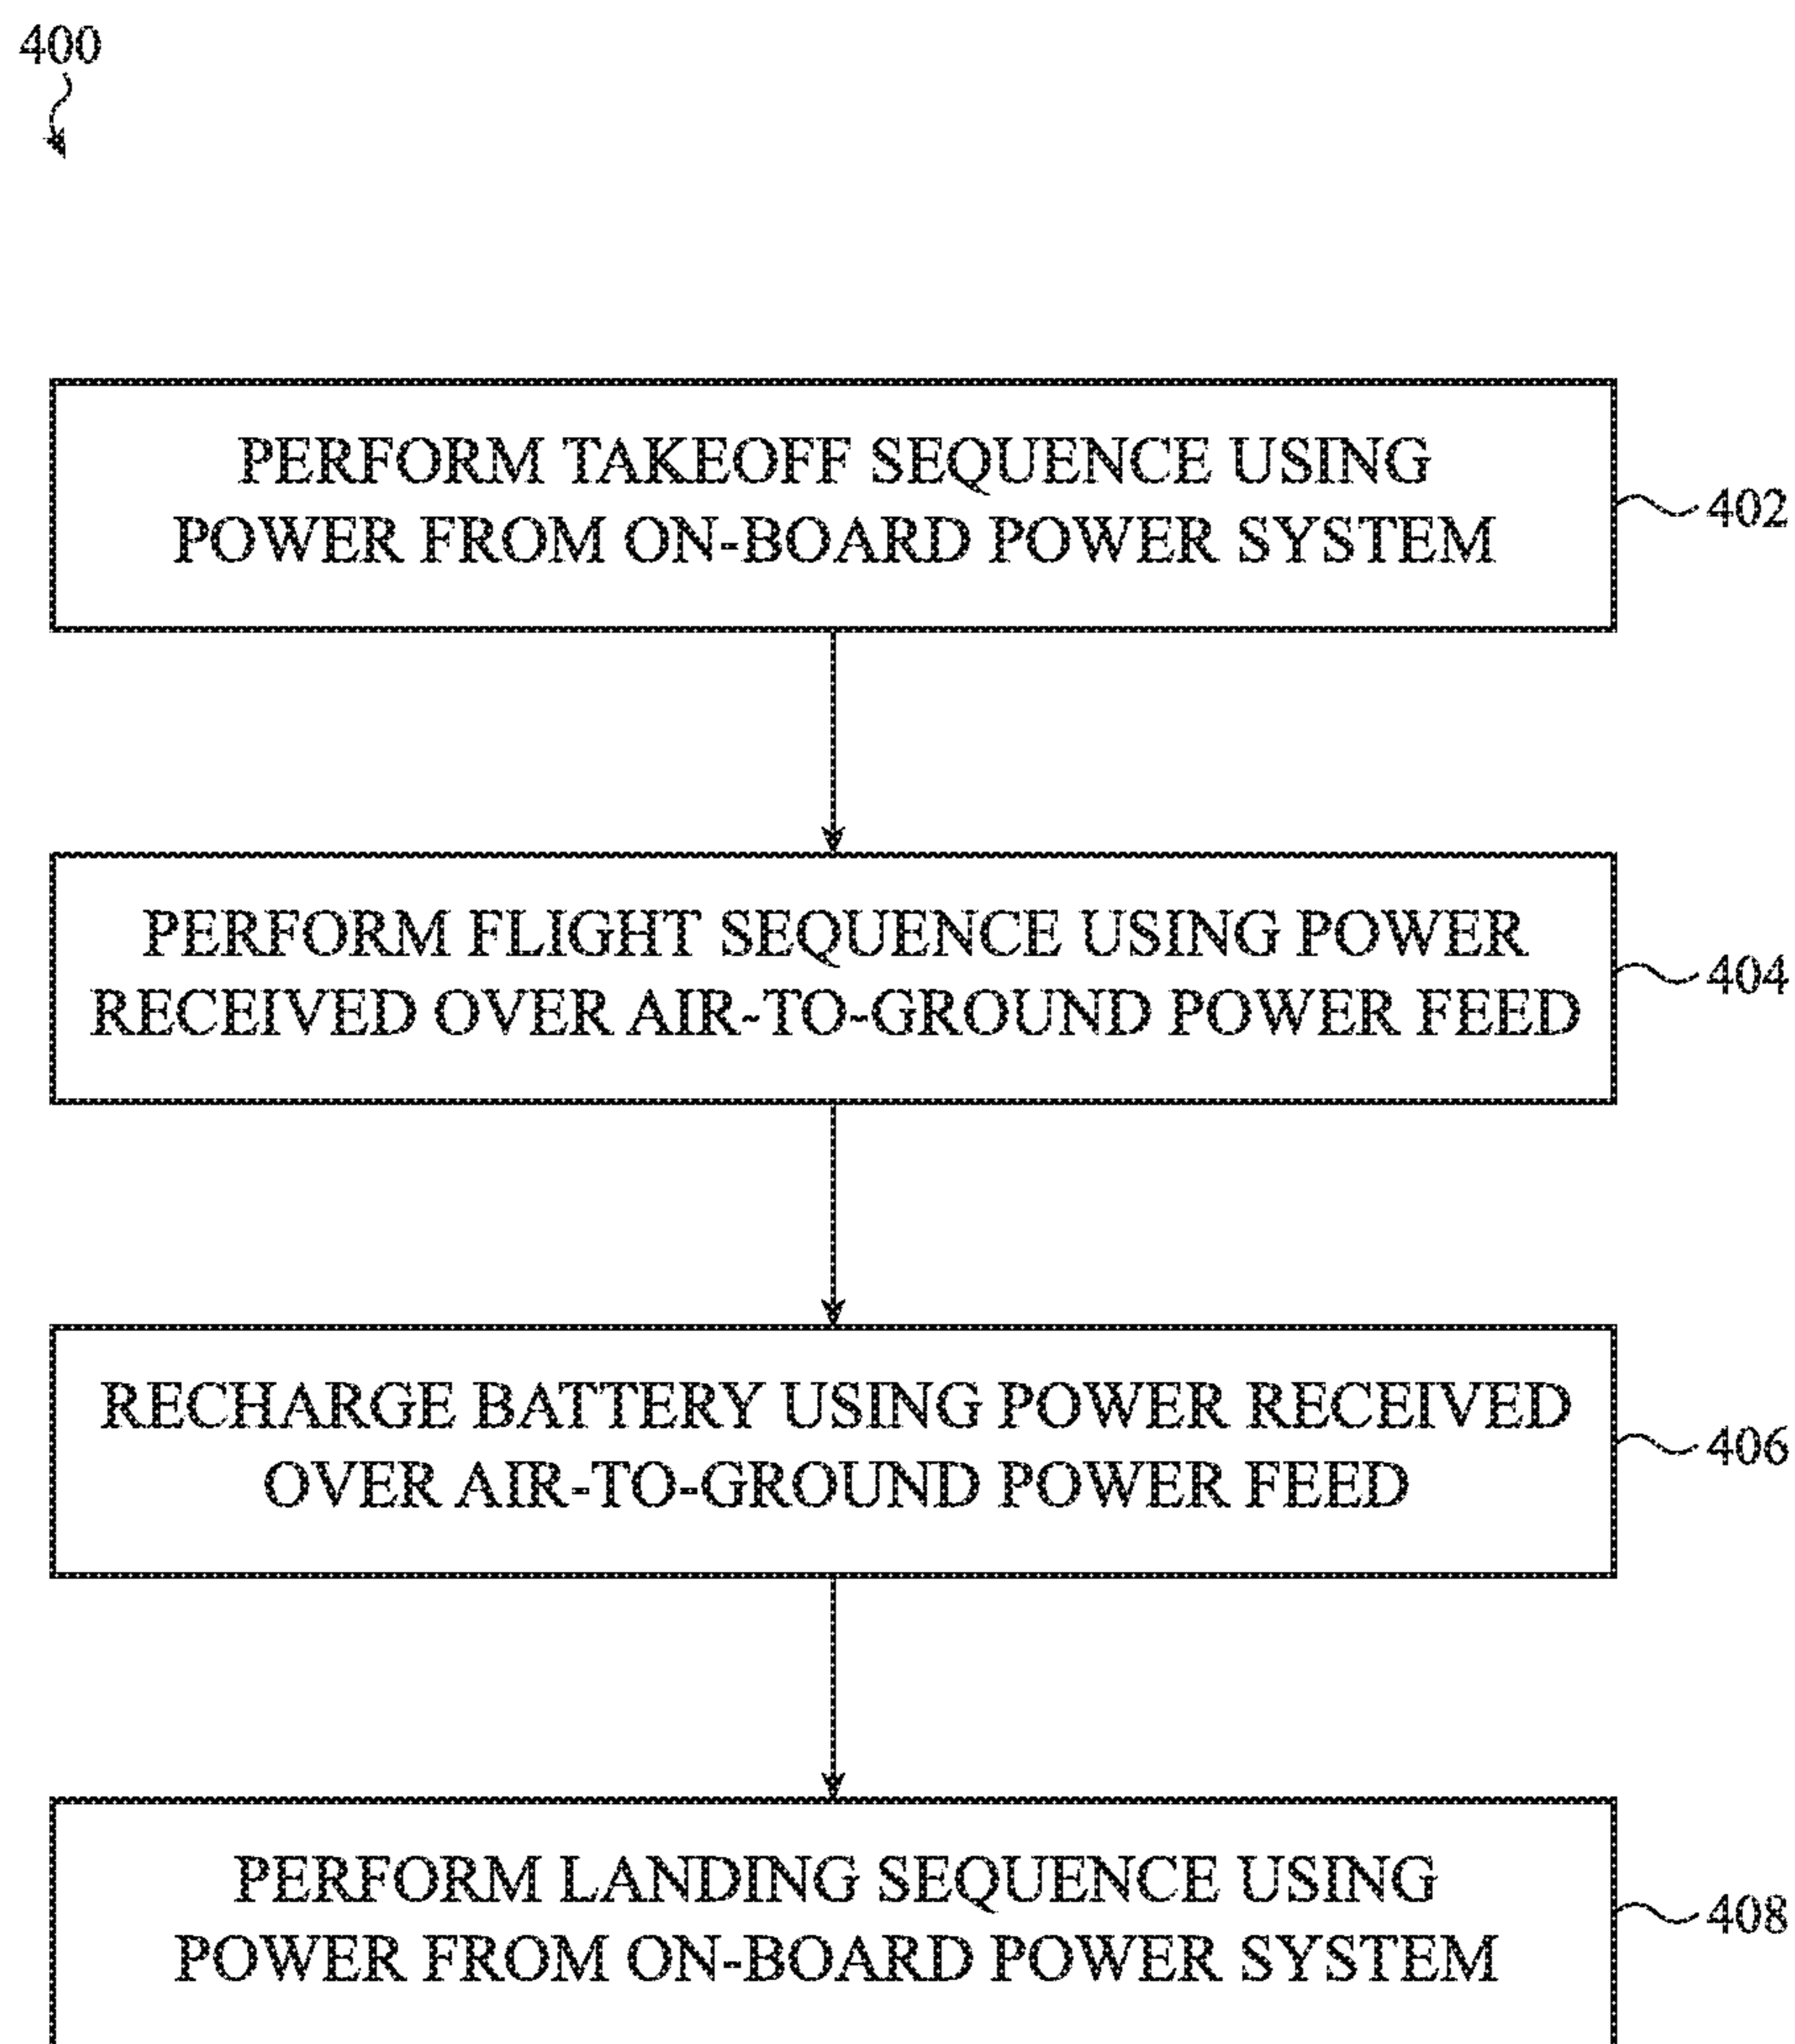 400
PERFORM TAKEOFF SEQUENCE USING
POWER FROM ON-BOARD POWER SYSTEM
402
PERFORM FLIGHT SEQUENCE USING POWER
RECEIVED OVER AIR-TO-GROUND POWER FEED
404
RECHARGE BATTERY USING POWER RECEIVED
OVER AIR-TO-GROUND POWER FEED
406
PERFORM LANDING SEQUENCE USING
POWER FROM ON-BOARD POWER SYSTEM
408